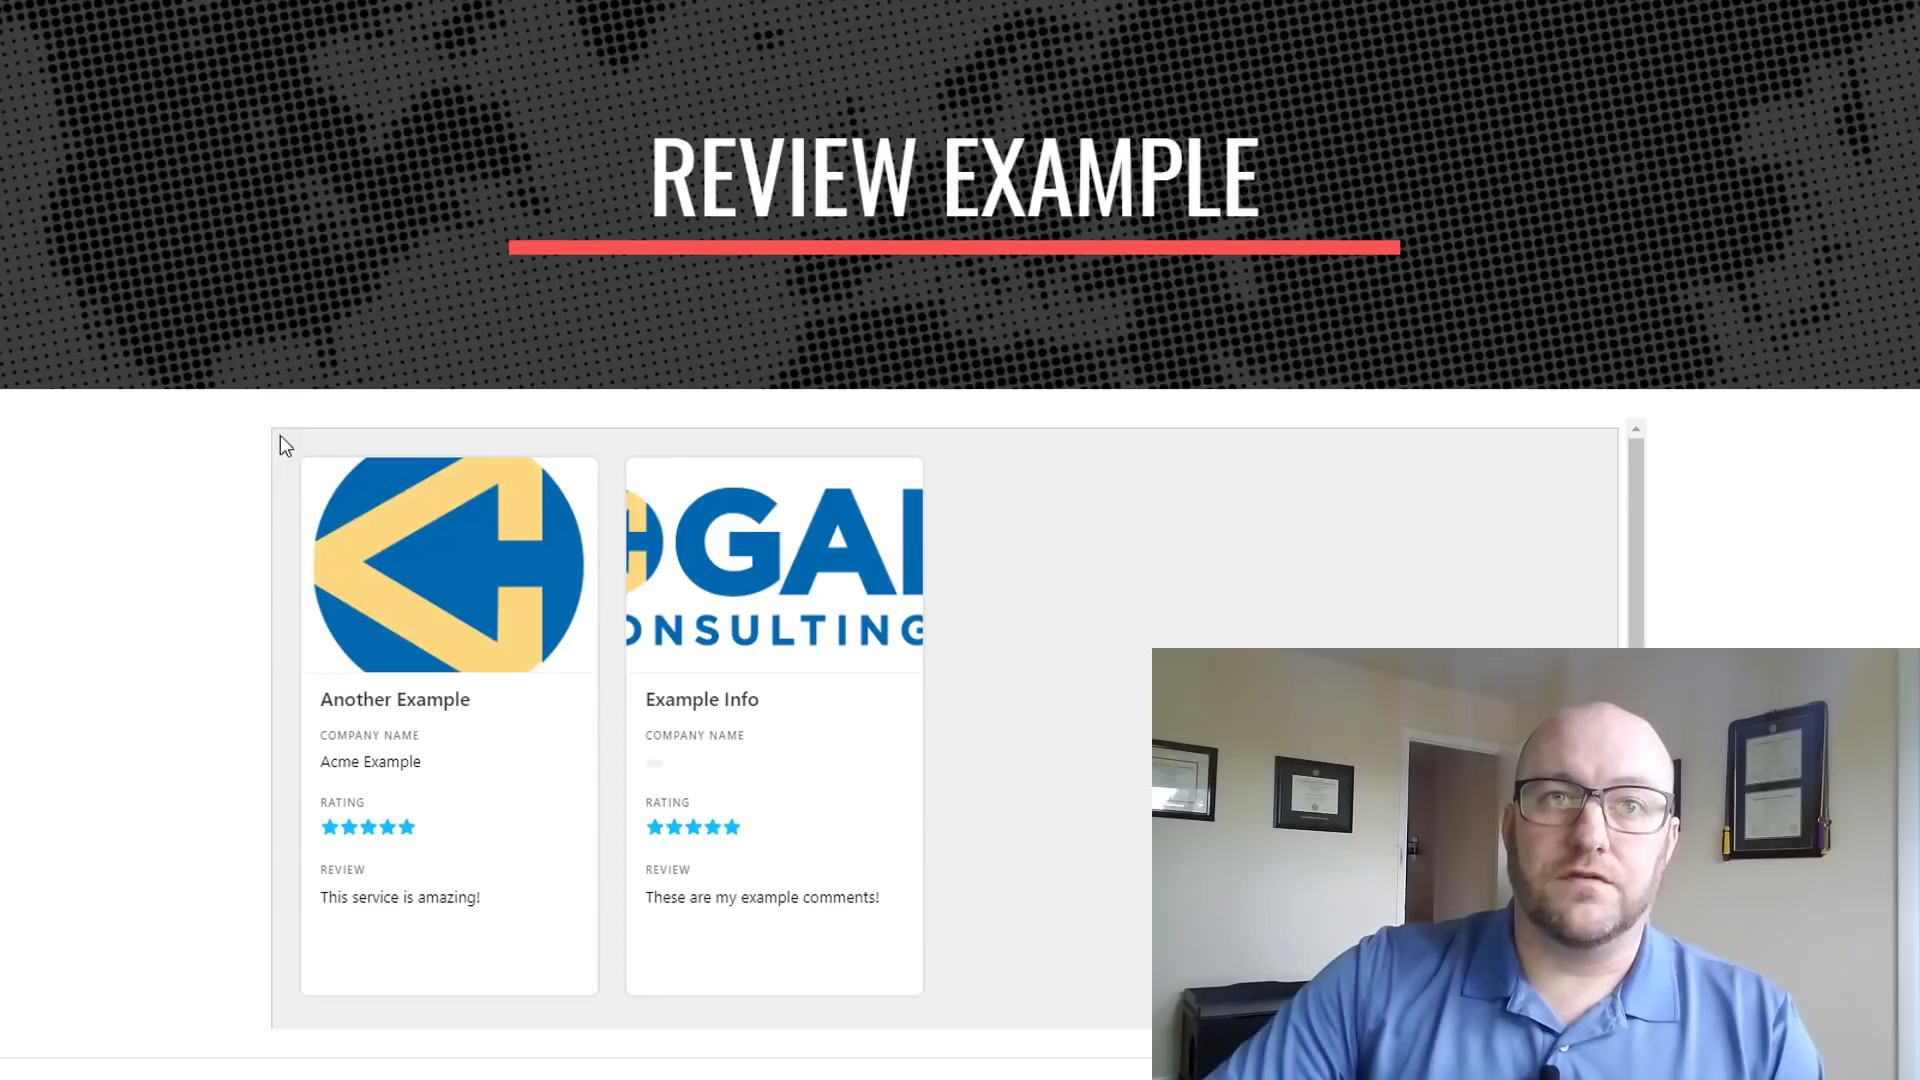 REVIEW EXAMPLE
GAI
ONSULTING
Another Example
COMPANY NAME
Acme Example
RATING
REVIEW
This service is amazing!
Example Info
COMPANY NAME
RATING
REVIEW
These are my example comments!